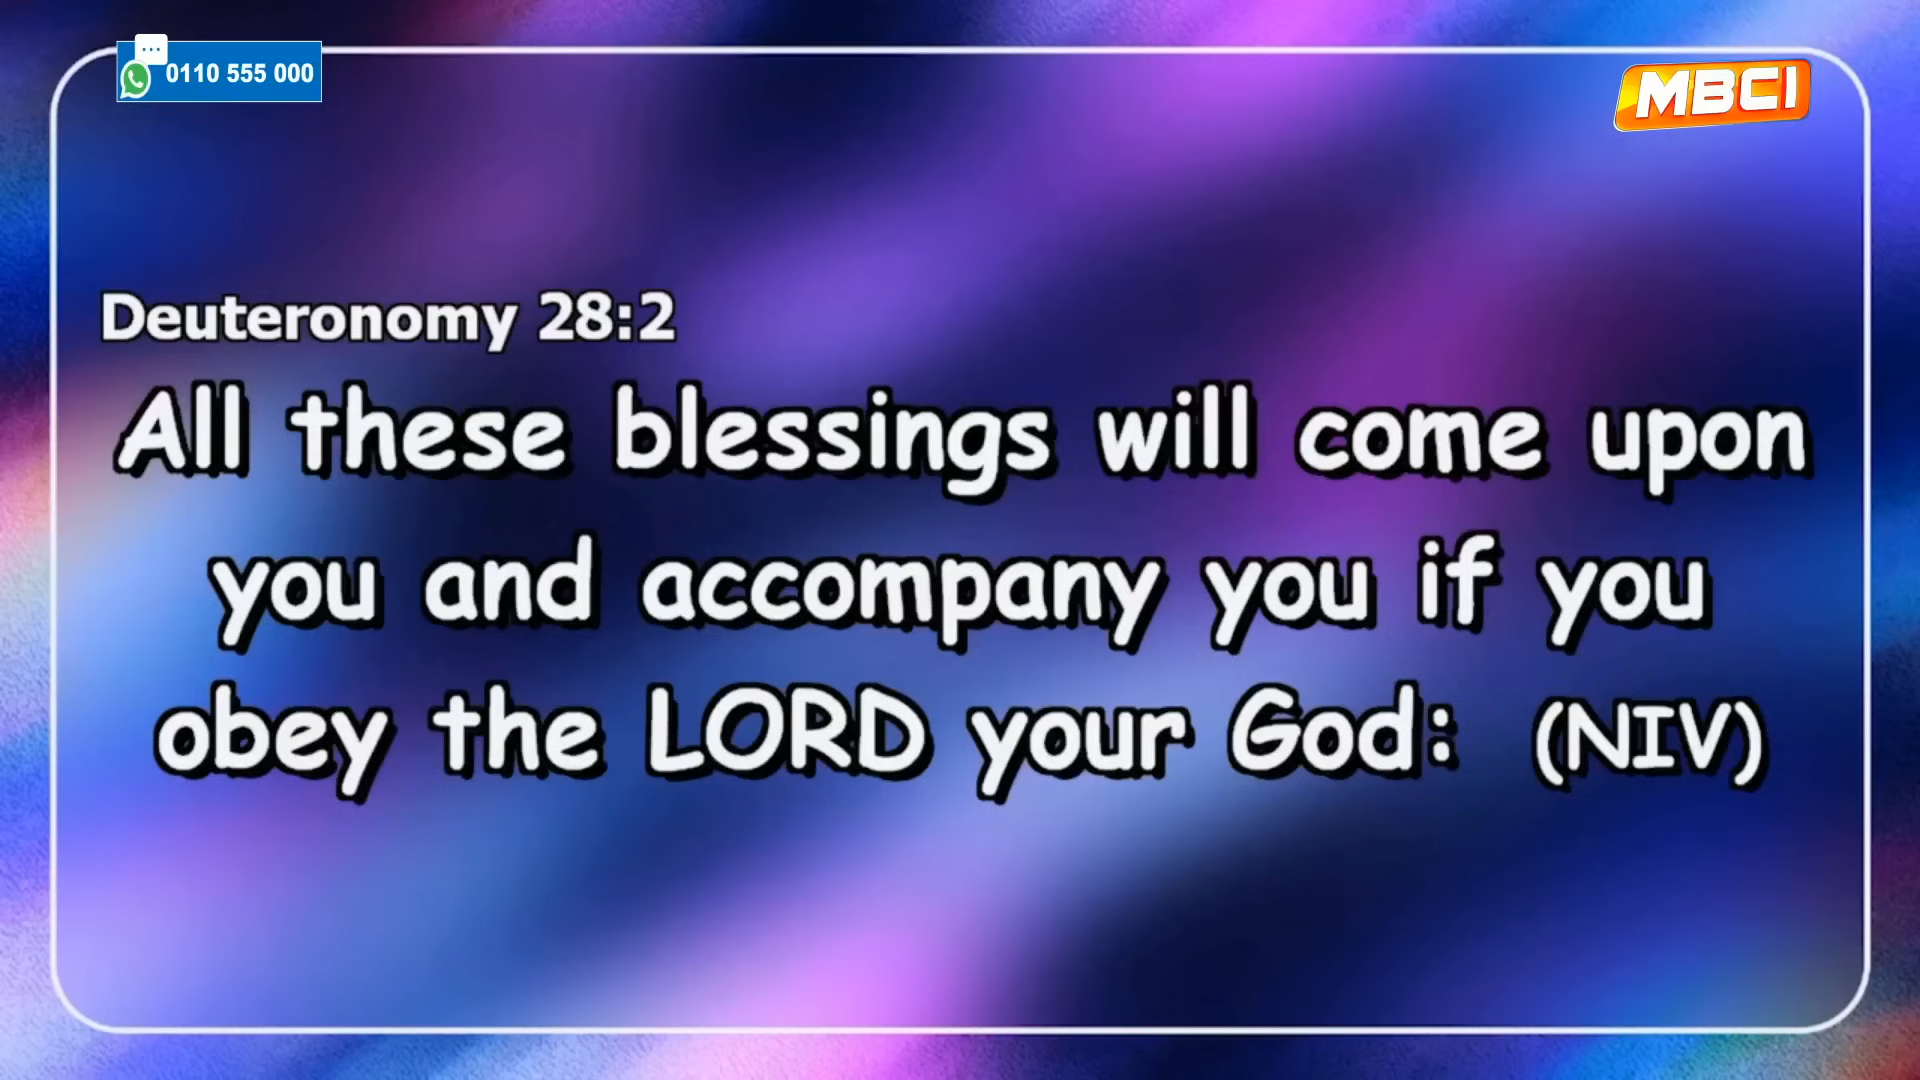 0110 555 000
MBCI
Deuteronomy 28:2
All these blessings will come upon
you and accompany you if you
obey the LORD your God: (NIV)